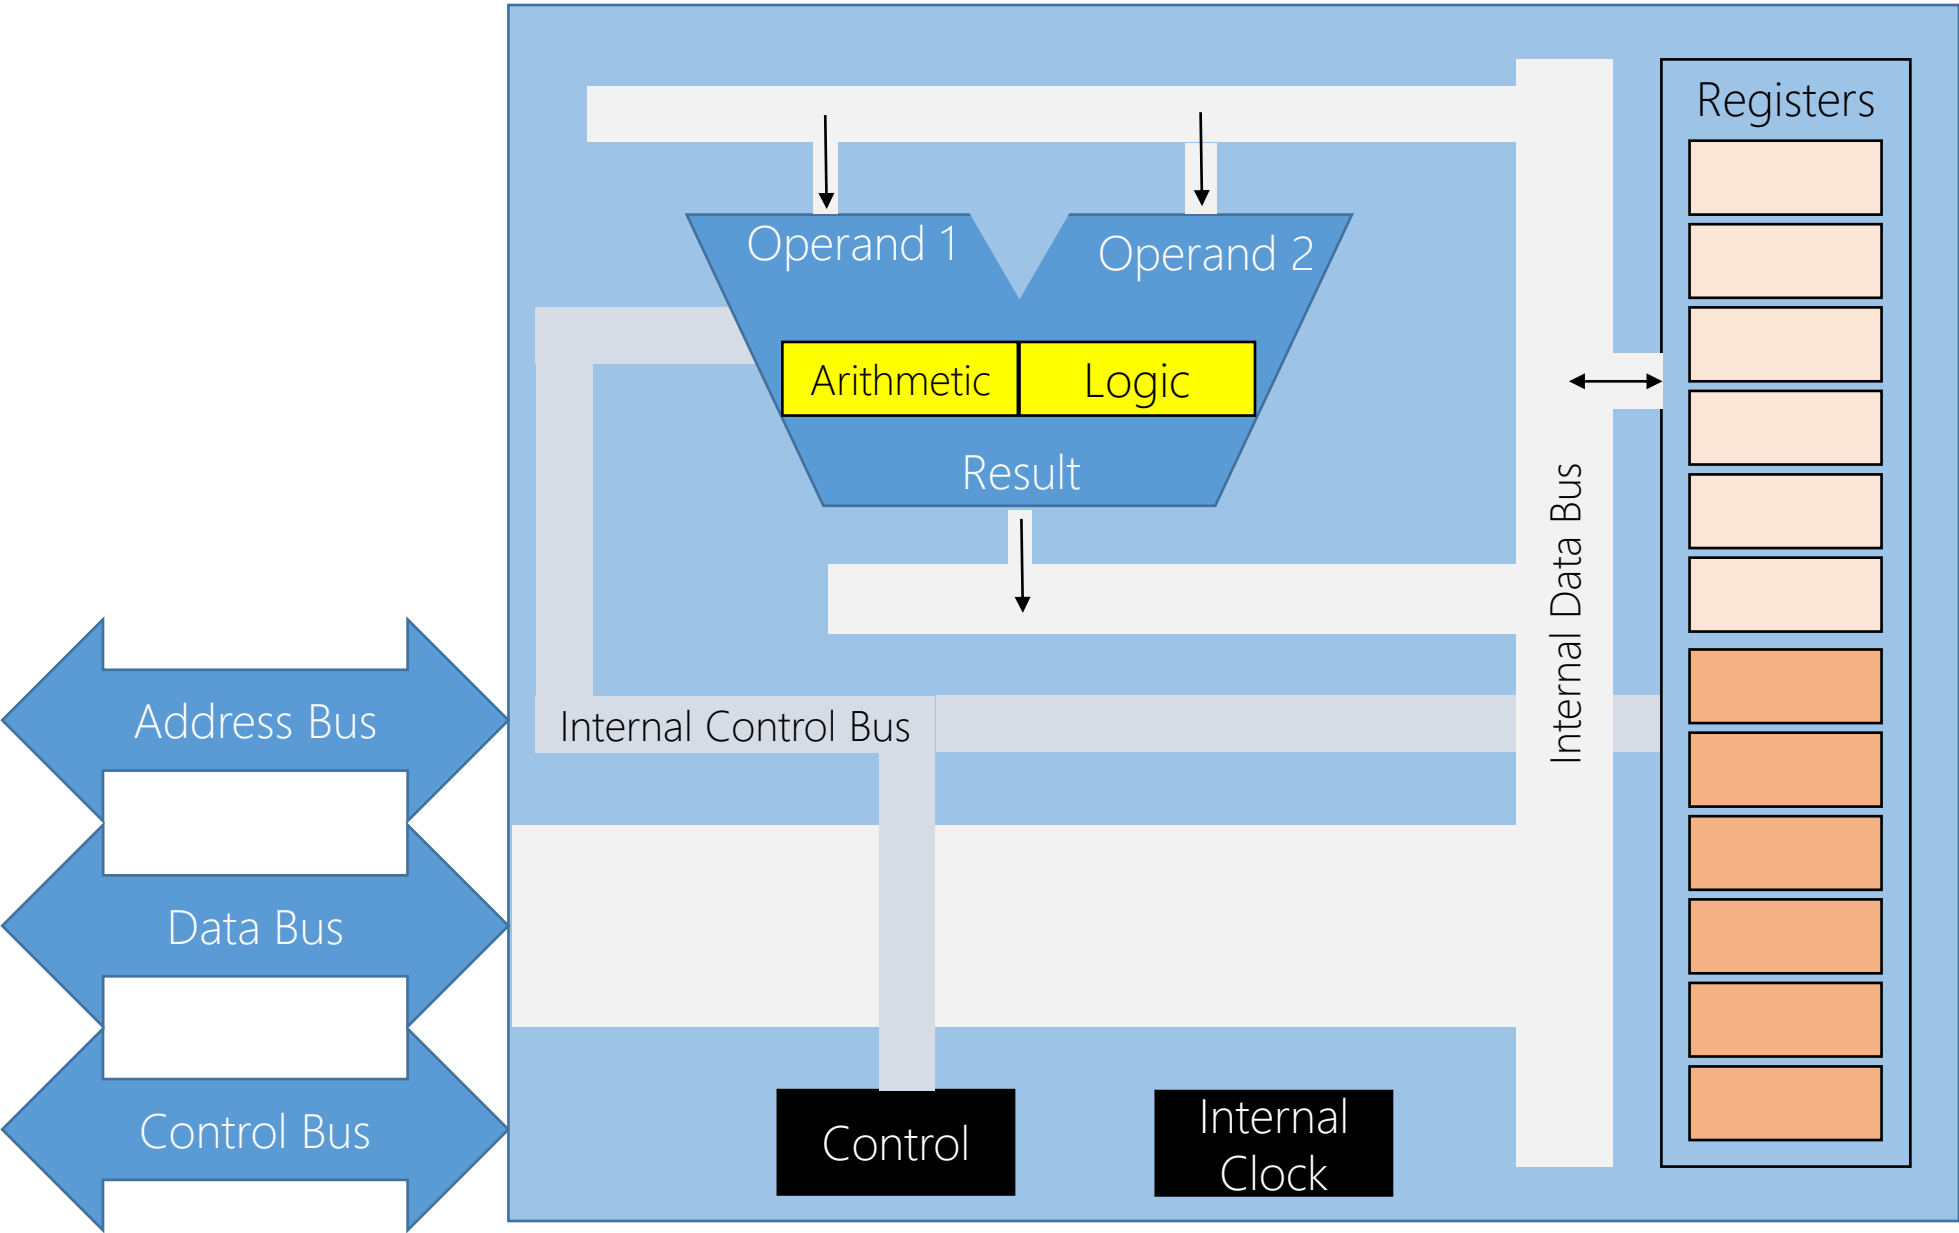 Registers
Operand 1
Operand 2
Arithmetic
Logic
Result
Internal Data Bus
Address Bus
Internal Control Bus
Data Bus
Control Bus
Control
Internal
Clock